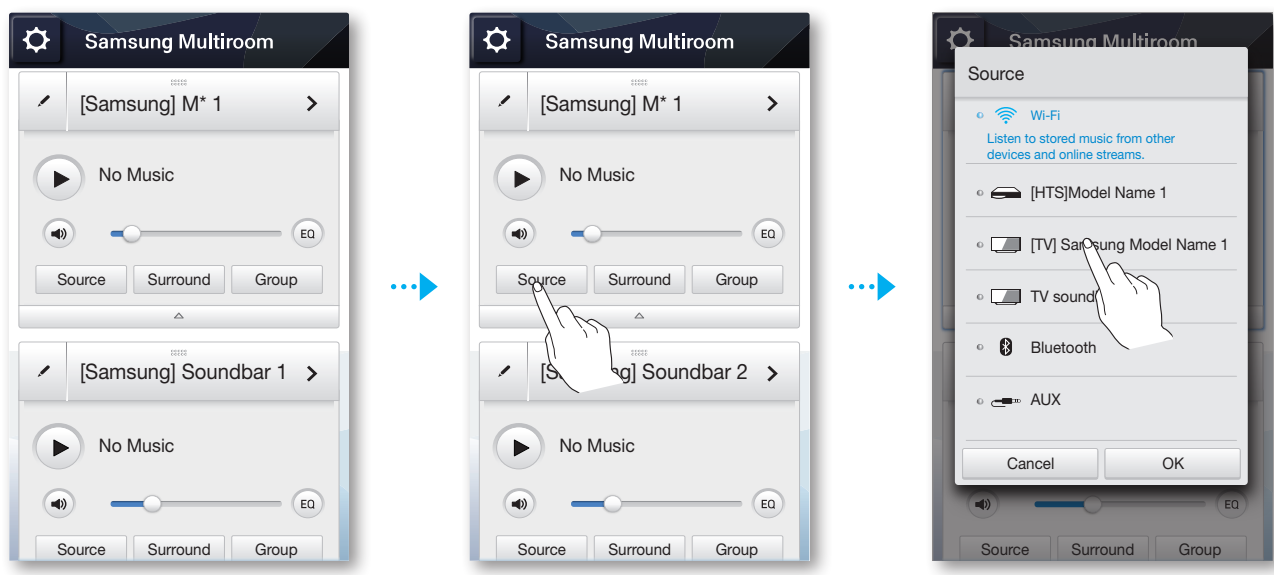 Samsung Multiroom
[Samsung] M* 1
No Music
EQ
Source Surround Group
[Samsung] Soundbar 1
No Music
EQ
Source Surround Group
Samsung Multiroom
[Samsung] M* 1
No Music
EQ
Source Surround Group
Soundbar 2
No Music
EQ
Source Surround Group
Samsung Multiroom
Source
Wi-Fi
Listen to stored music from other
devices and online streams.
[HTS]Model Name 1
[TV] Samsung Model Name 1
TV sound
Bluetooth
AUX
Cancel OK
EQ
Source Surround Group